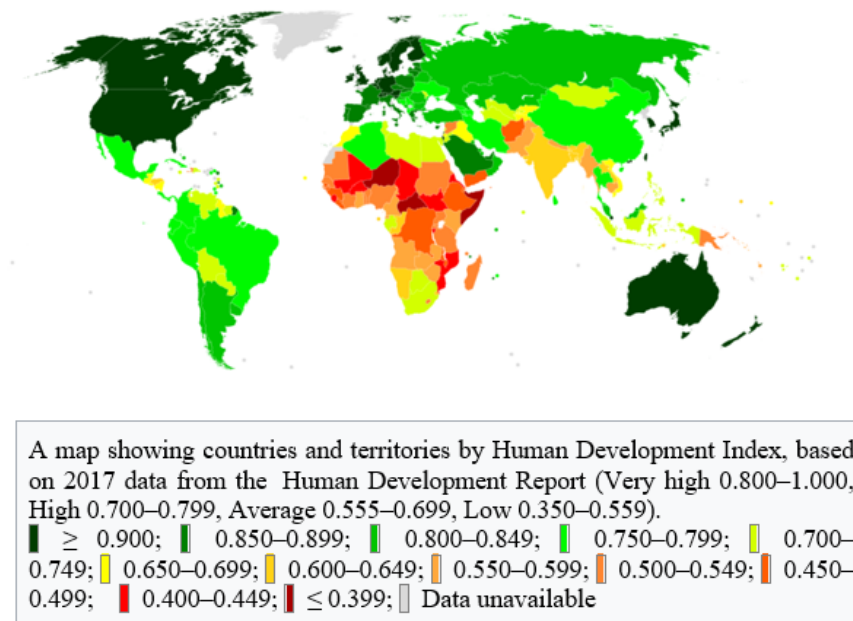 A map showing countries and territories by Human Development Index, based
on 2017 data from the Human Development Report (Very high 0.800–1.000,
High 0.700–0.799, Average 0.555–0.699, Low 0.350–0.559).
≥ 0.900; 0.850–0.899; 0.800–0.849; 0.750–0.799; 0.700–
0.749; 0.650–0.699; 0.600–0.649; 0.550–0.599; 0.500–0.549; 0.450–
0.499; 0.400–0.449; ≤ 0.399; Data unavailable